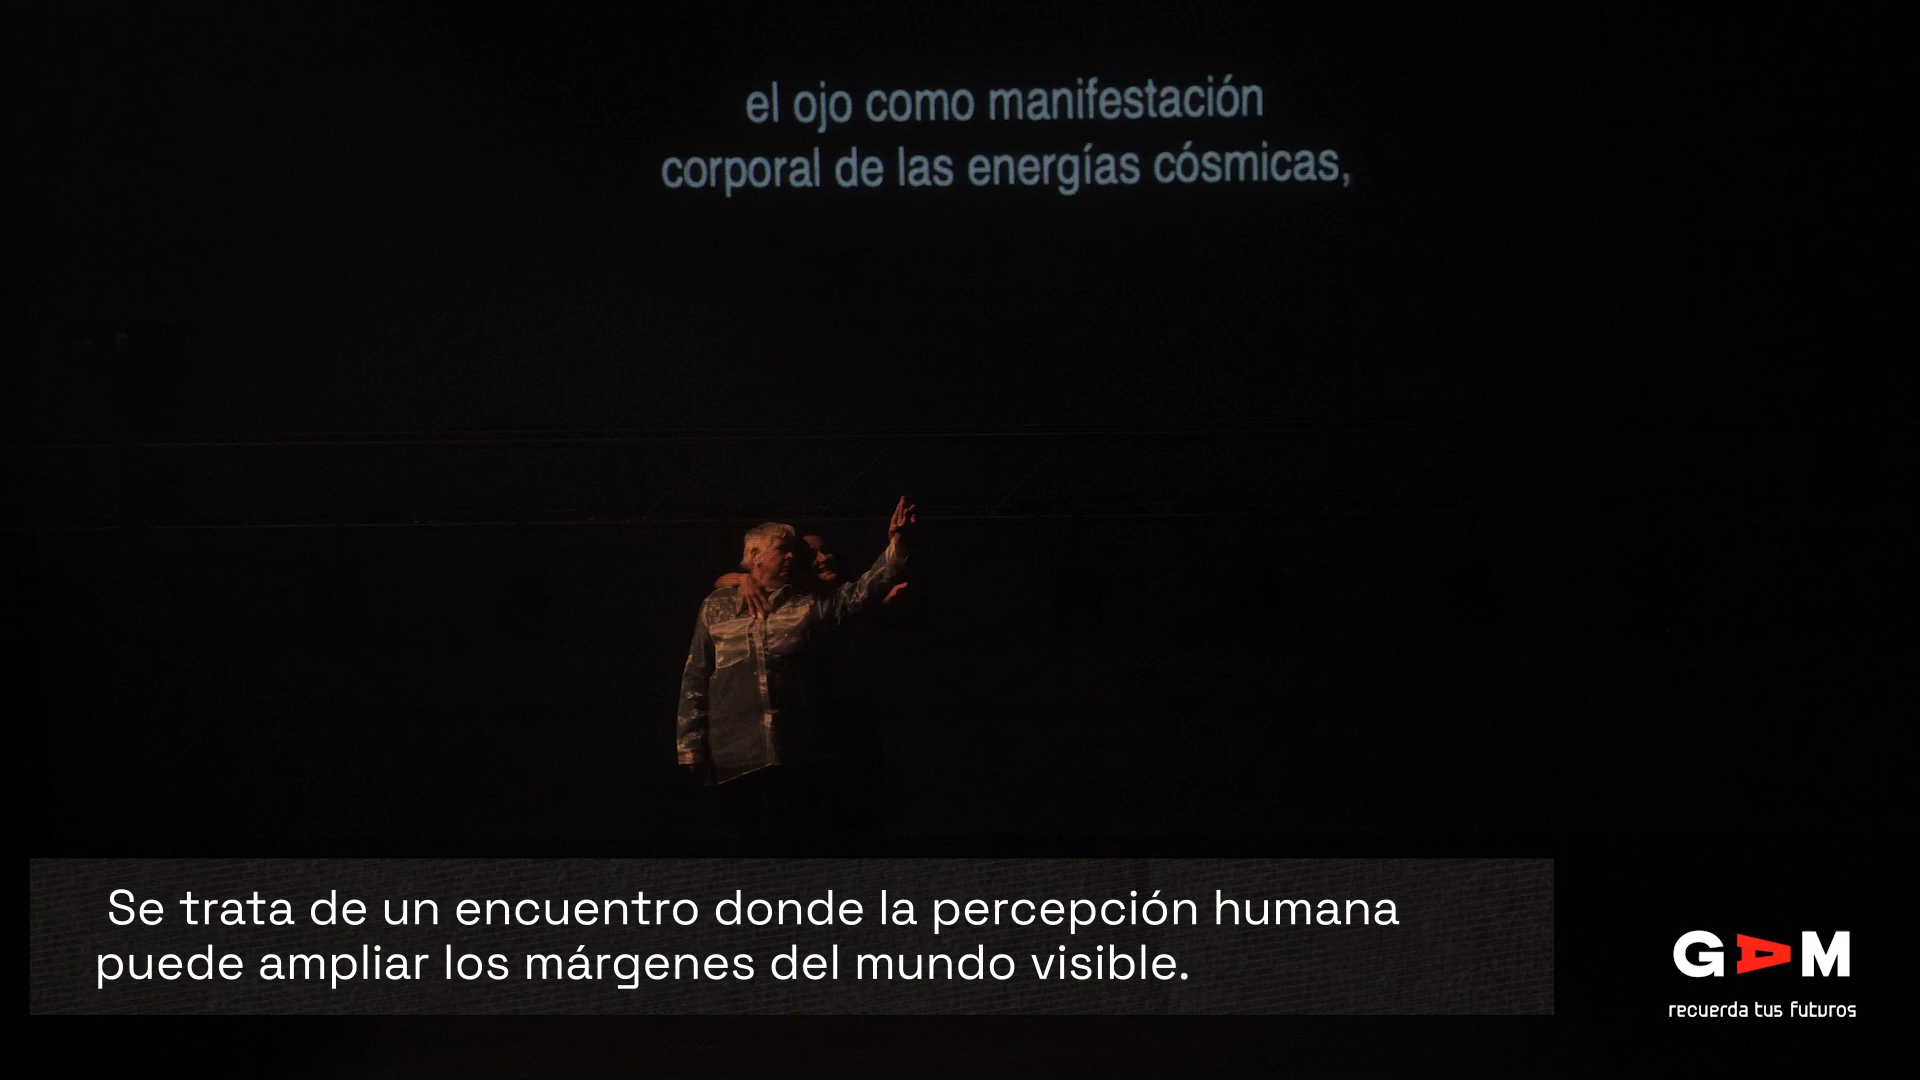 el ojo como manifestación
corporal de las energías cósmicas,
Se trata de un encuentro donde la percepción humana
puede ampliar los márgenes del mundo visible.
GAM
recuerda tus futuros